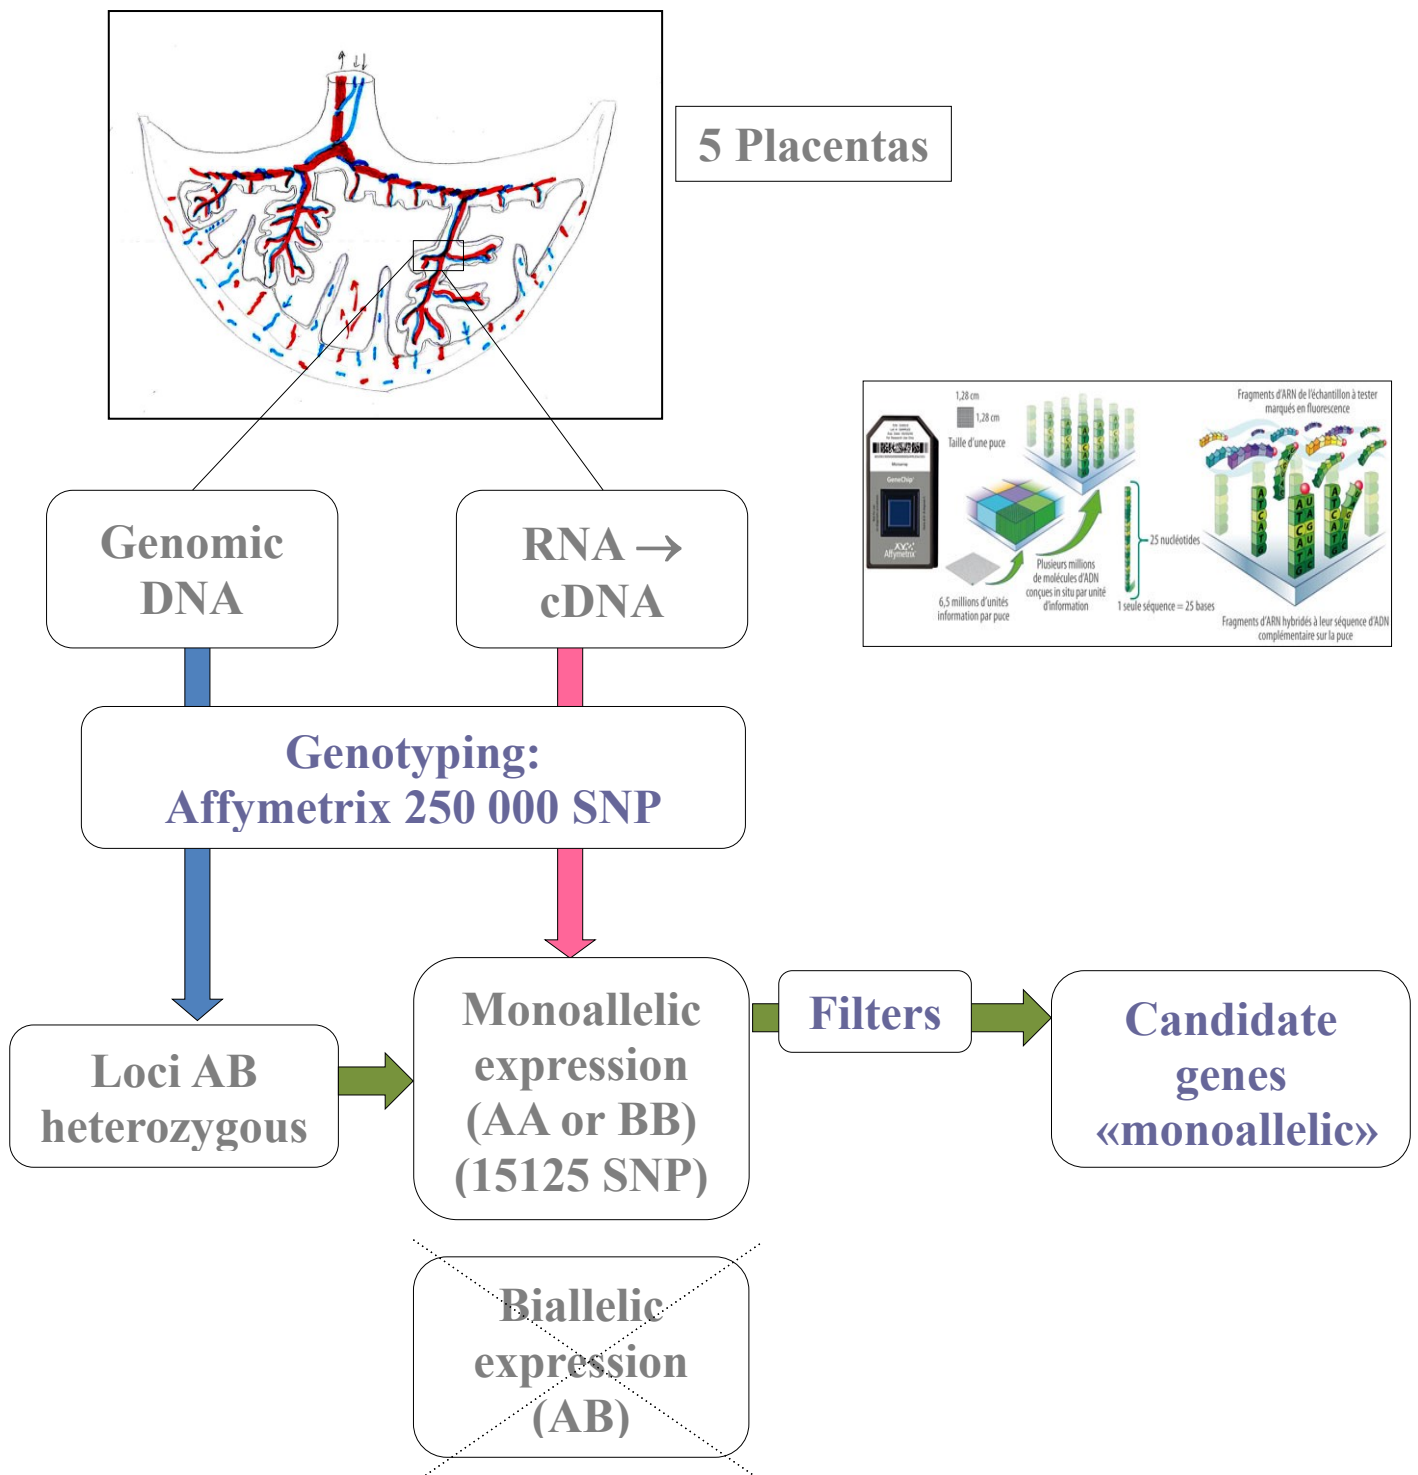 5 Placentas
1,28 cm
1,28 cm
Taille d'une puce
Fragments d'ARN de l'échantillon à tester
marqués en fluorescence
GeneChip
Affymetrix
25 nucléotides
Plusieurs millions
de molécules d'ADN
conçues in situ par unité
d'information
6,5 millions d'unités
information par puce
1 seule séquence = 25 bases
Fragments d'ARN hybridés à leur séquence d'ADN
complémentaire sur la puce
Genomic
DNA
RNA →
cDNA
Genotyping:
Affymetrix 250 000 SNP
Loci AB
heterozygous
Monoallelic
expression
(AA or BB)
(15125 SNP)
Filters
Candidate
genes
«monoallelic»
Biallelic
expression
(AB)